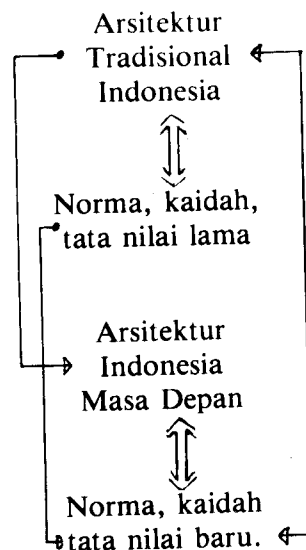 Arsitektur
Tradisional
Indonesia
Norma, kaidah,
tata nilai lama
Arsitektur
Indonesia
Masa Depan
Norma, kaidah
tata nilai baru.